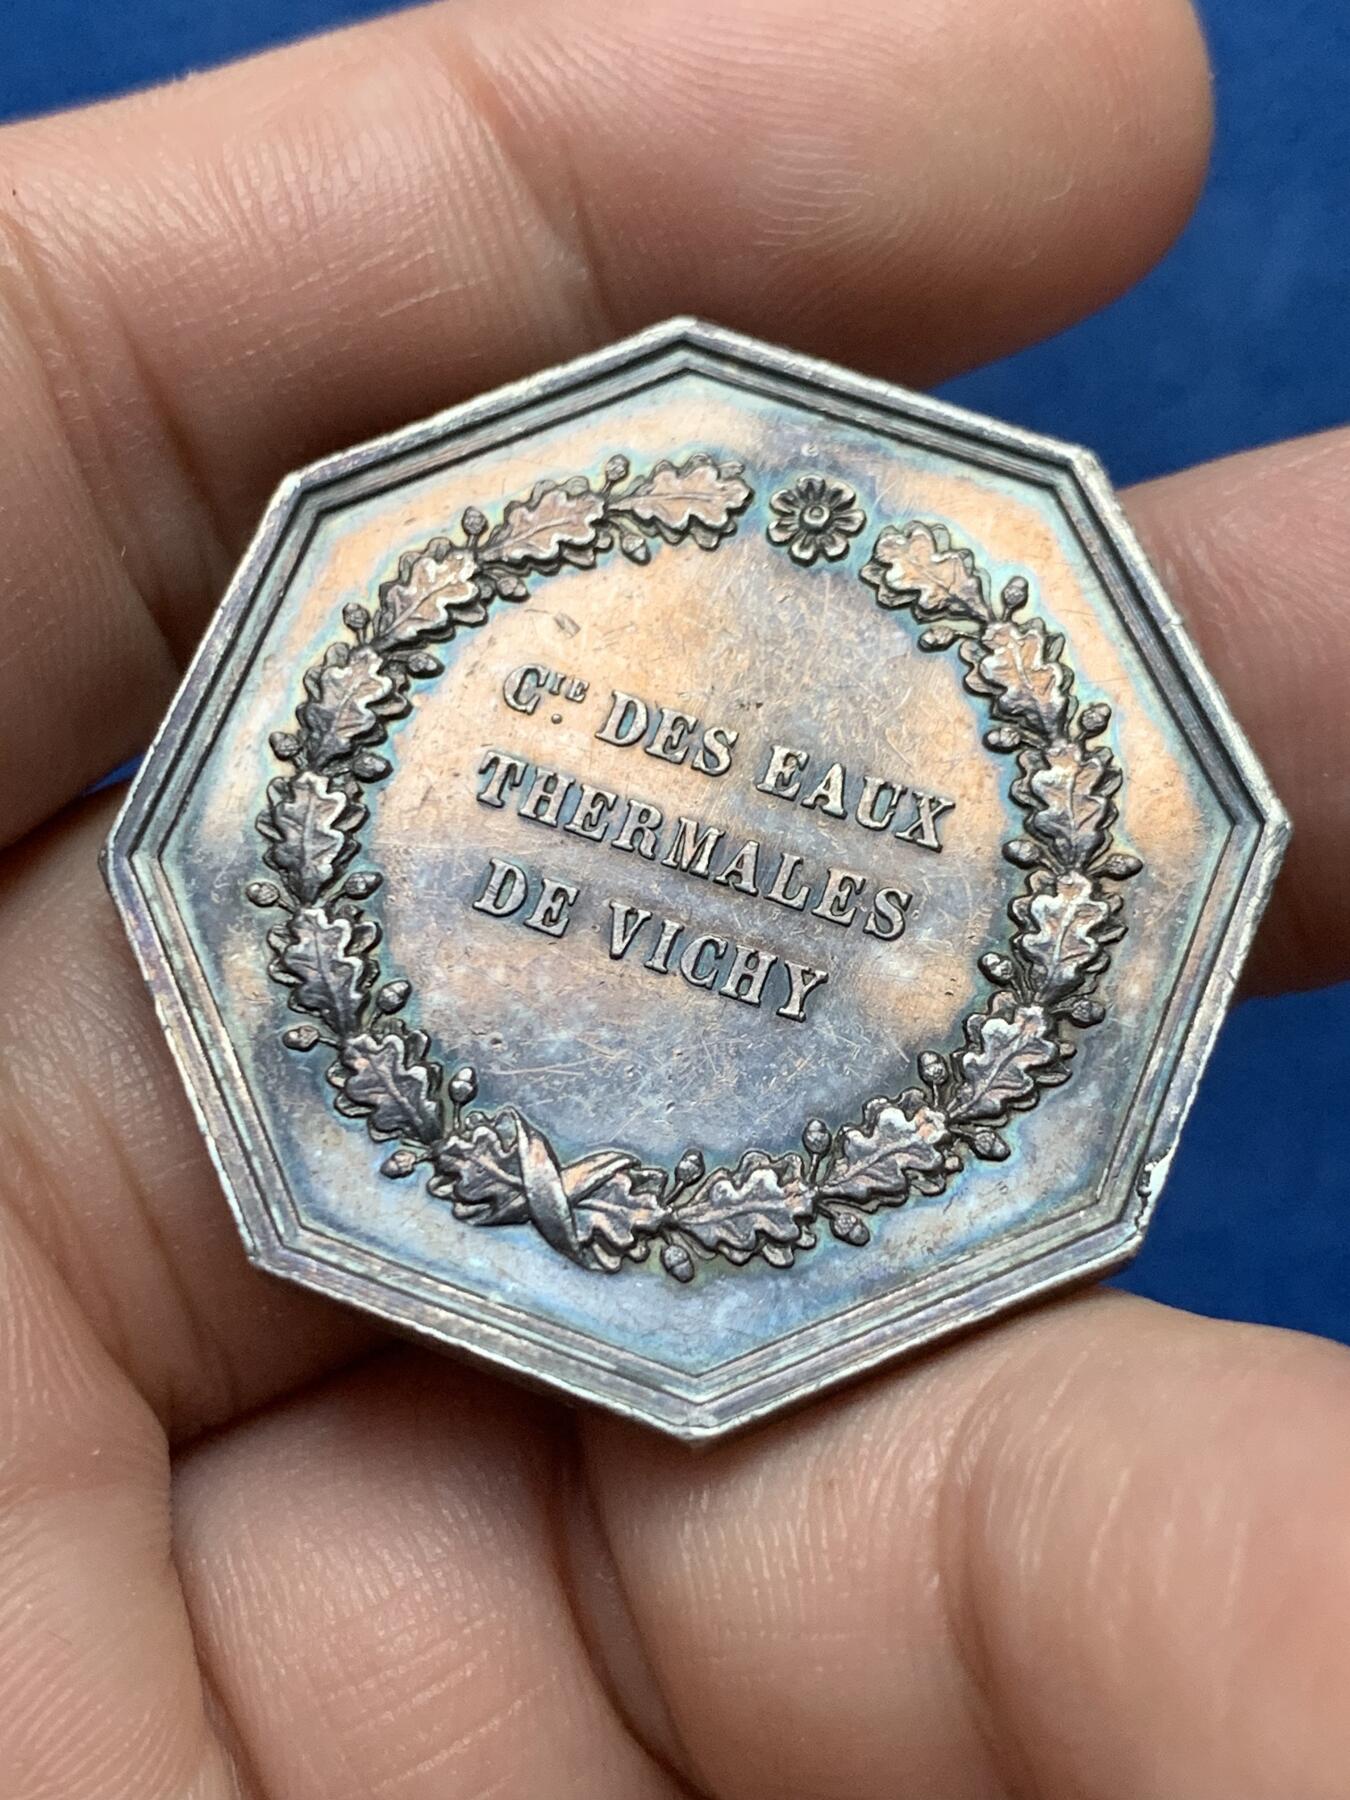 CIE. DES EAUX
THERMALES
DE VICHY